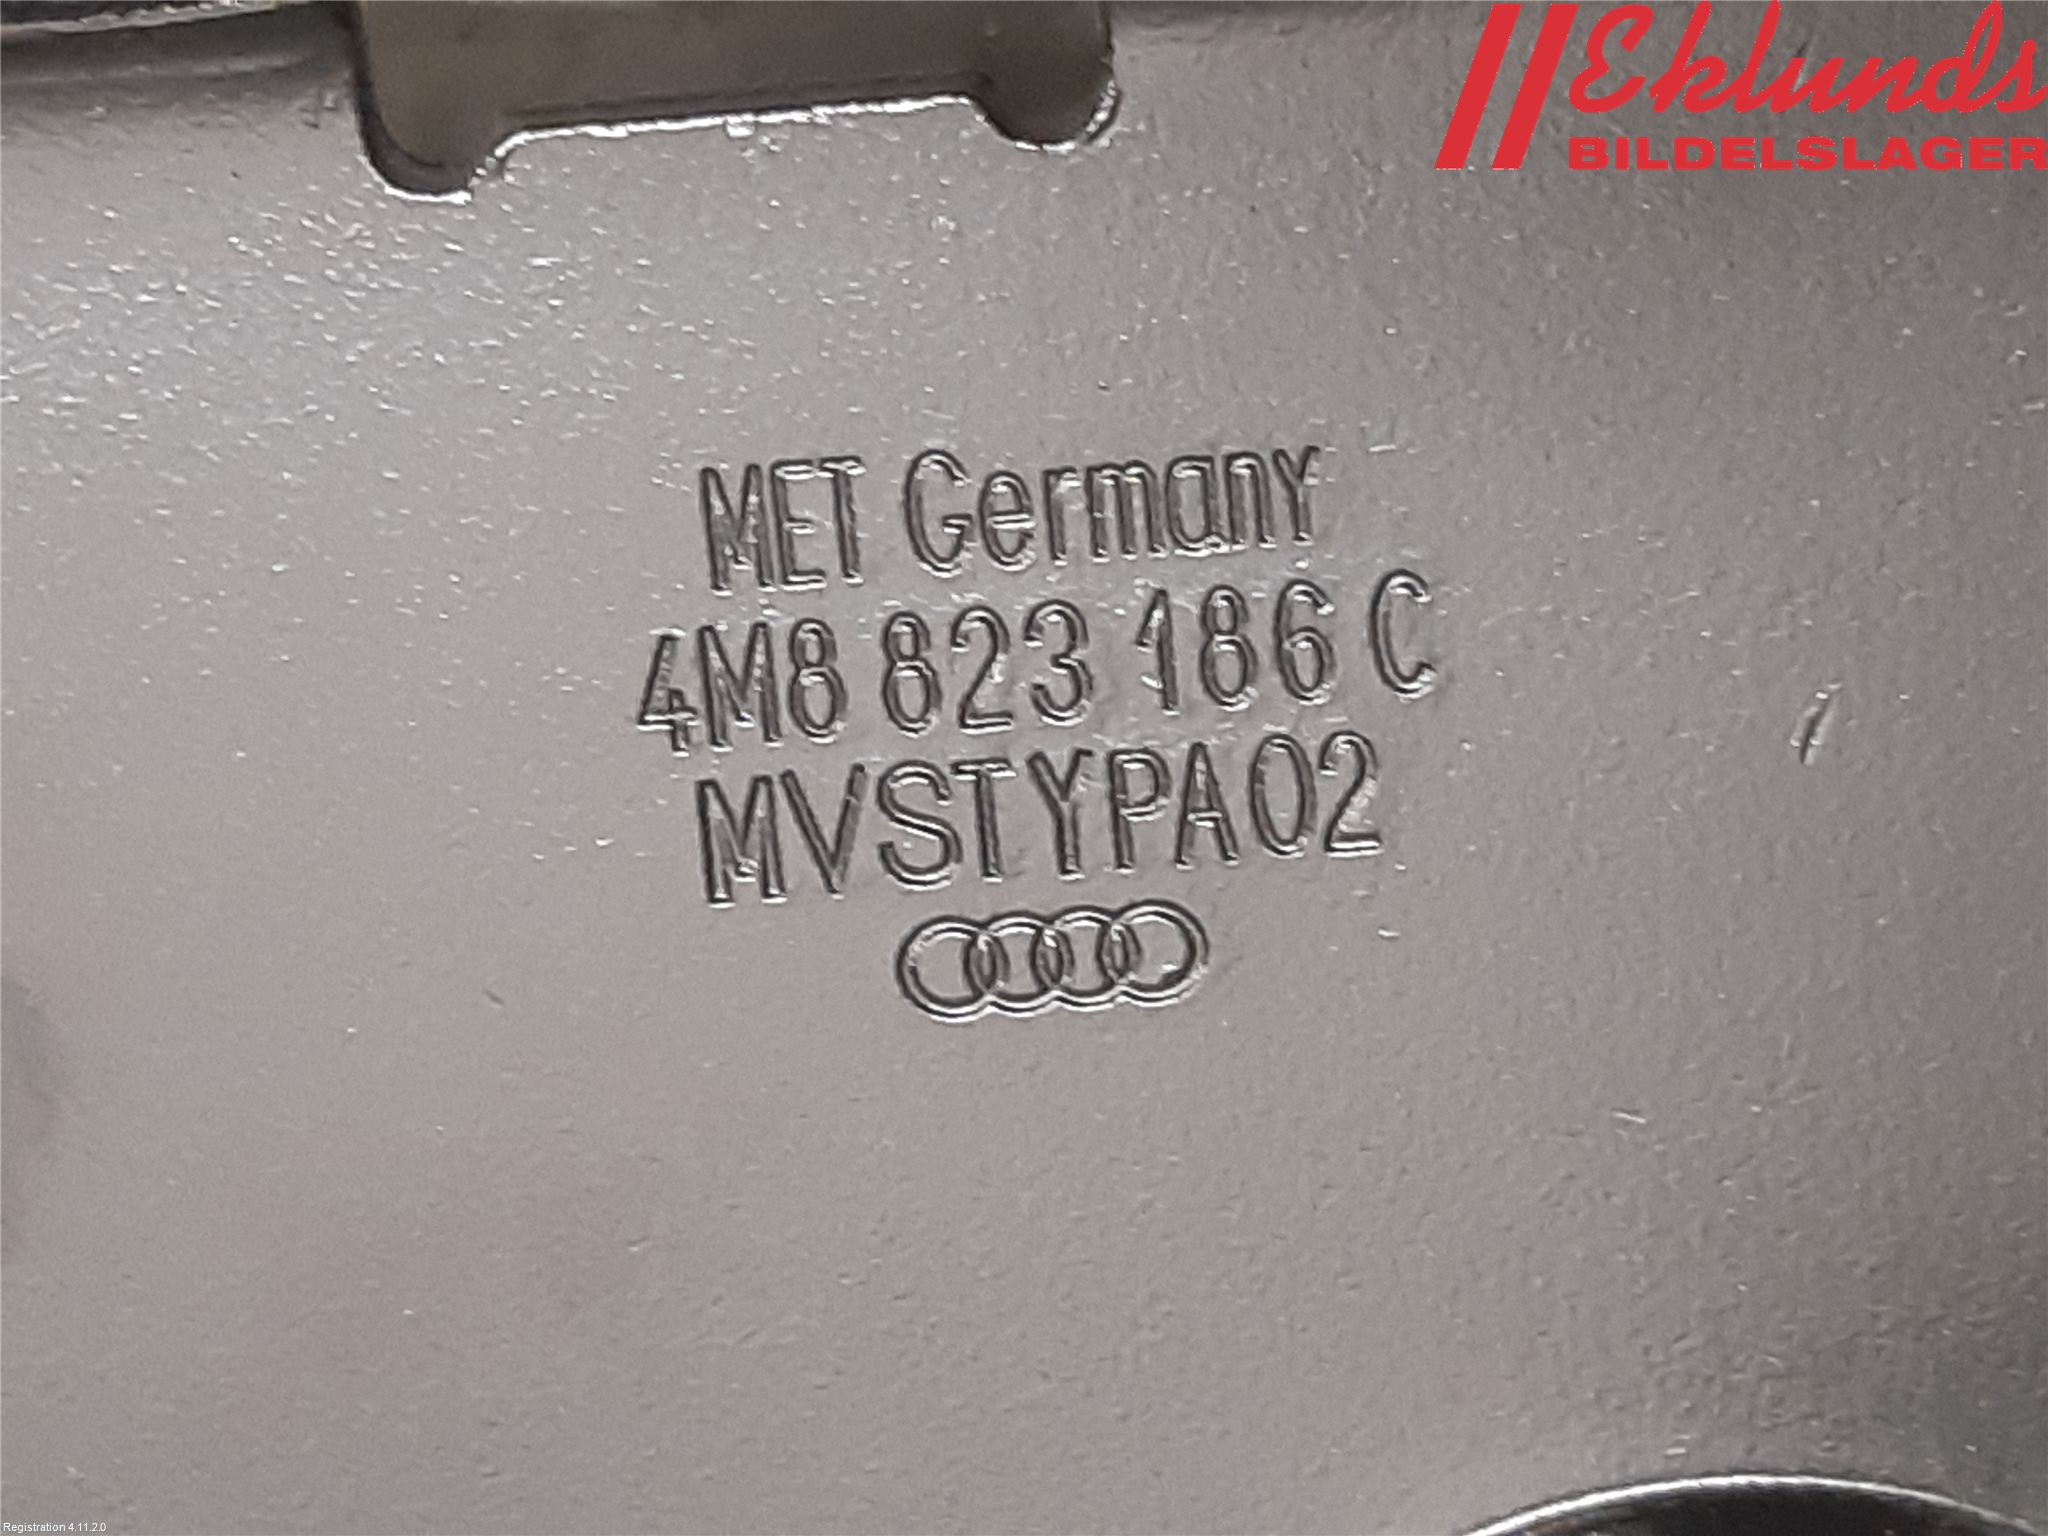 Eklunds
BILDELSLAGER
MET Germany
4M8 823 186 C
MVSTYPA02
Registration 4.11.2.0